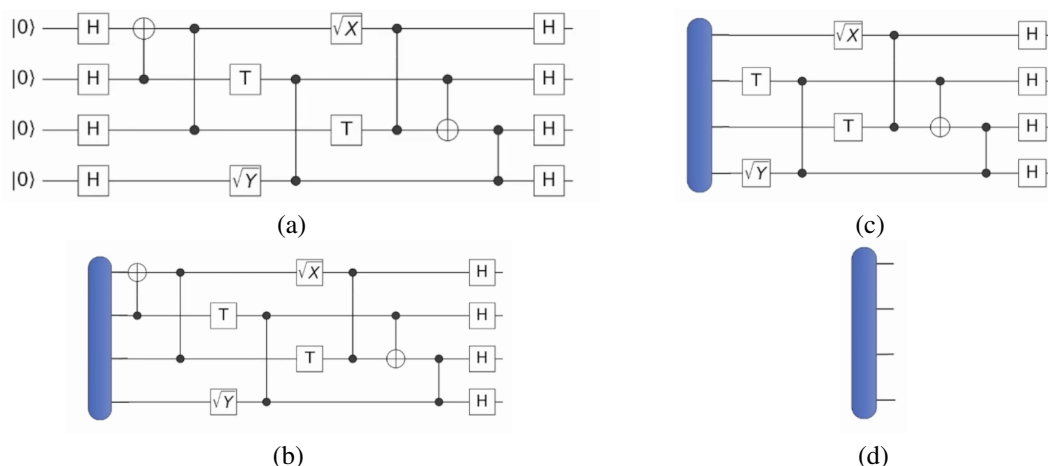 |0⟩ H √X H
|0⟩ H T H
|0⟩ H T H
|0⟩ H √Y H
(a)
√X H
T H
T H
√Y H
(c)
√X H
T H
T H
√Y H
(b)
(d)